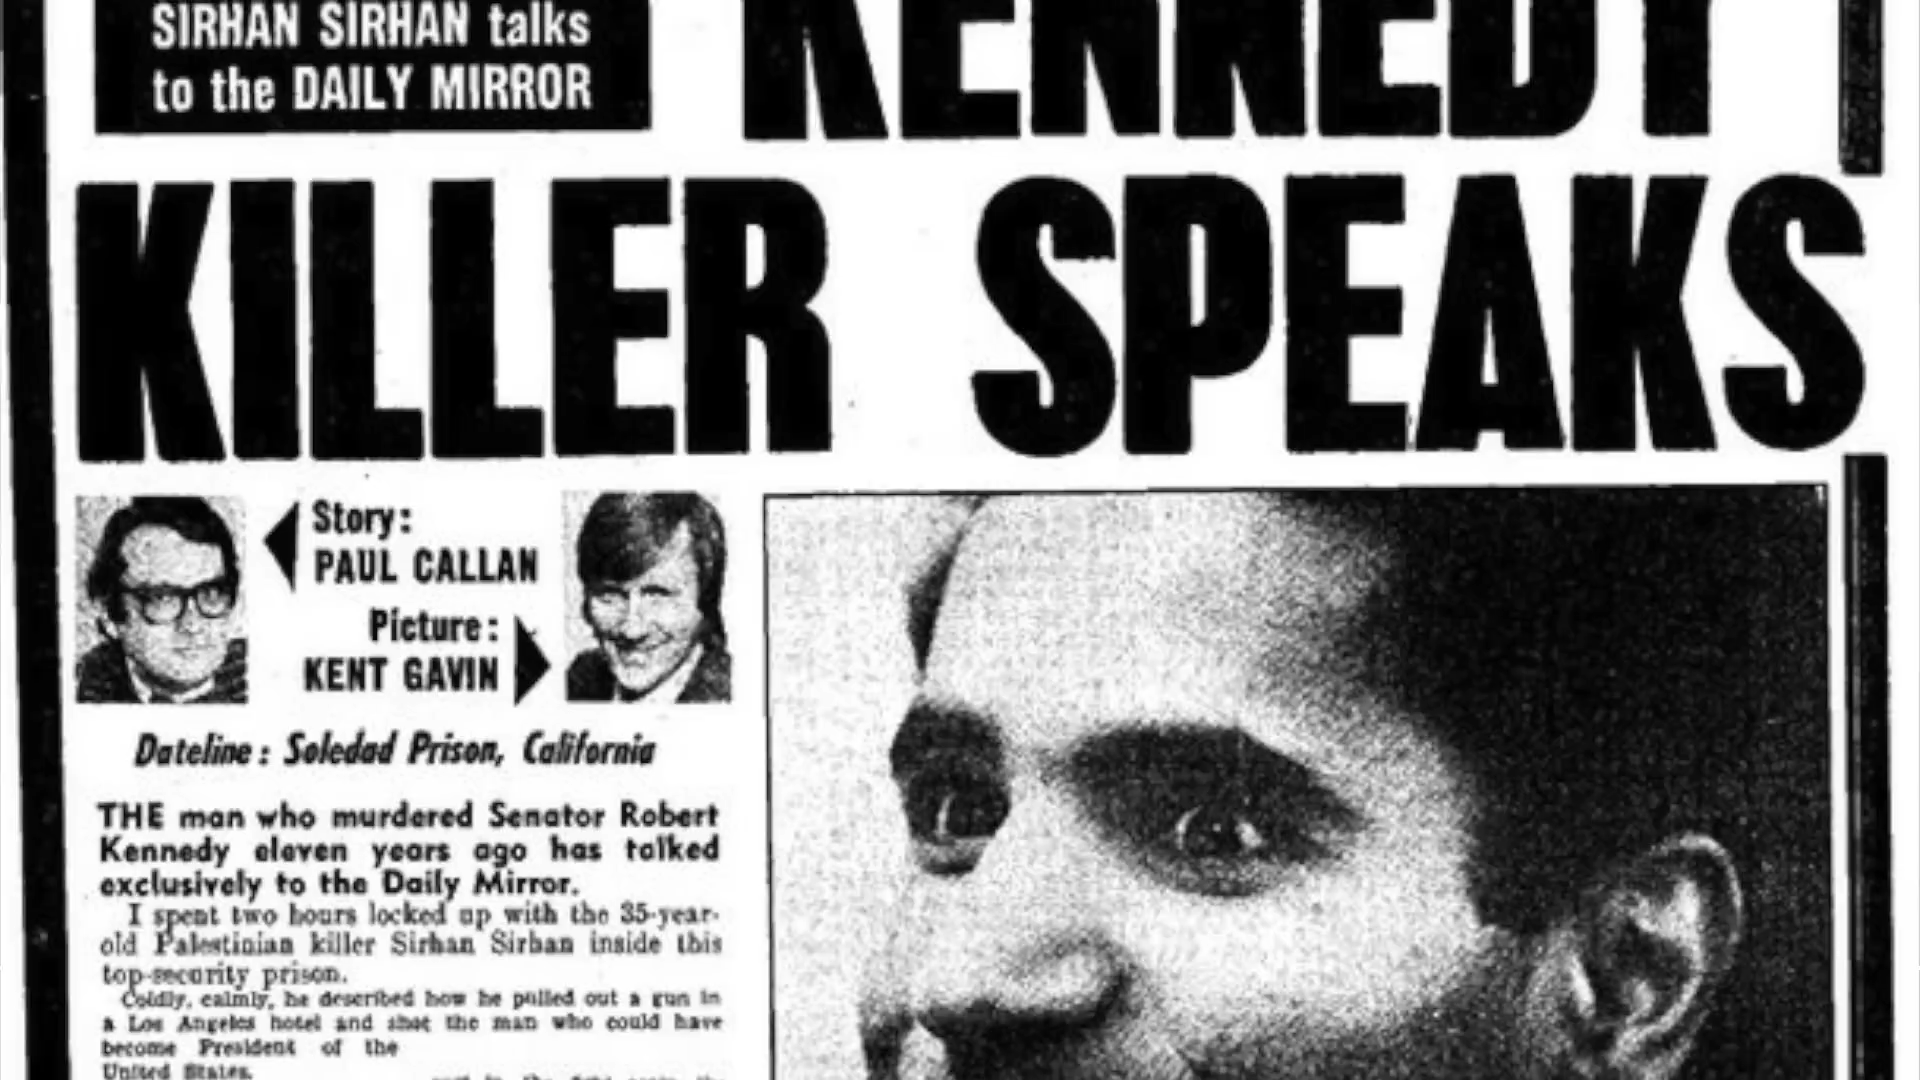 SIRHAN SIRHAN talks
to the DAILY MIRROR
KENNEDY
KILLER SPEAKS
Story:
PAUL CALLAN
Picture:
KENT GAVIN
Dateline: Soledad Prison, California
THE man who murdered Senator Robert
Kennedy eleven years ago has talked
exclusively to the Daily Mirror.
I spent two hours locked up with the 35-year-
old Palestinian killer Sirhan Sirhan inside this
top-security prison.
Coldly, calmly, he described how he pulled out a gun in
a Los Angeles hotel and shot the man who could have
become President of the
United States.